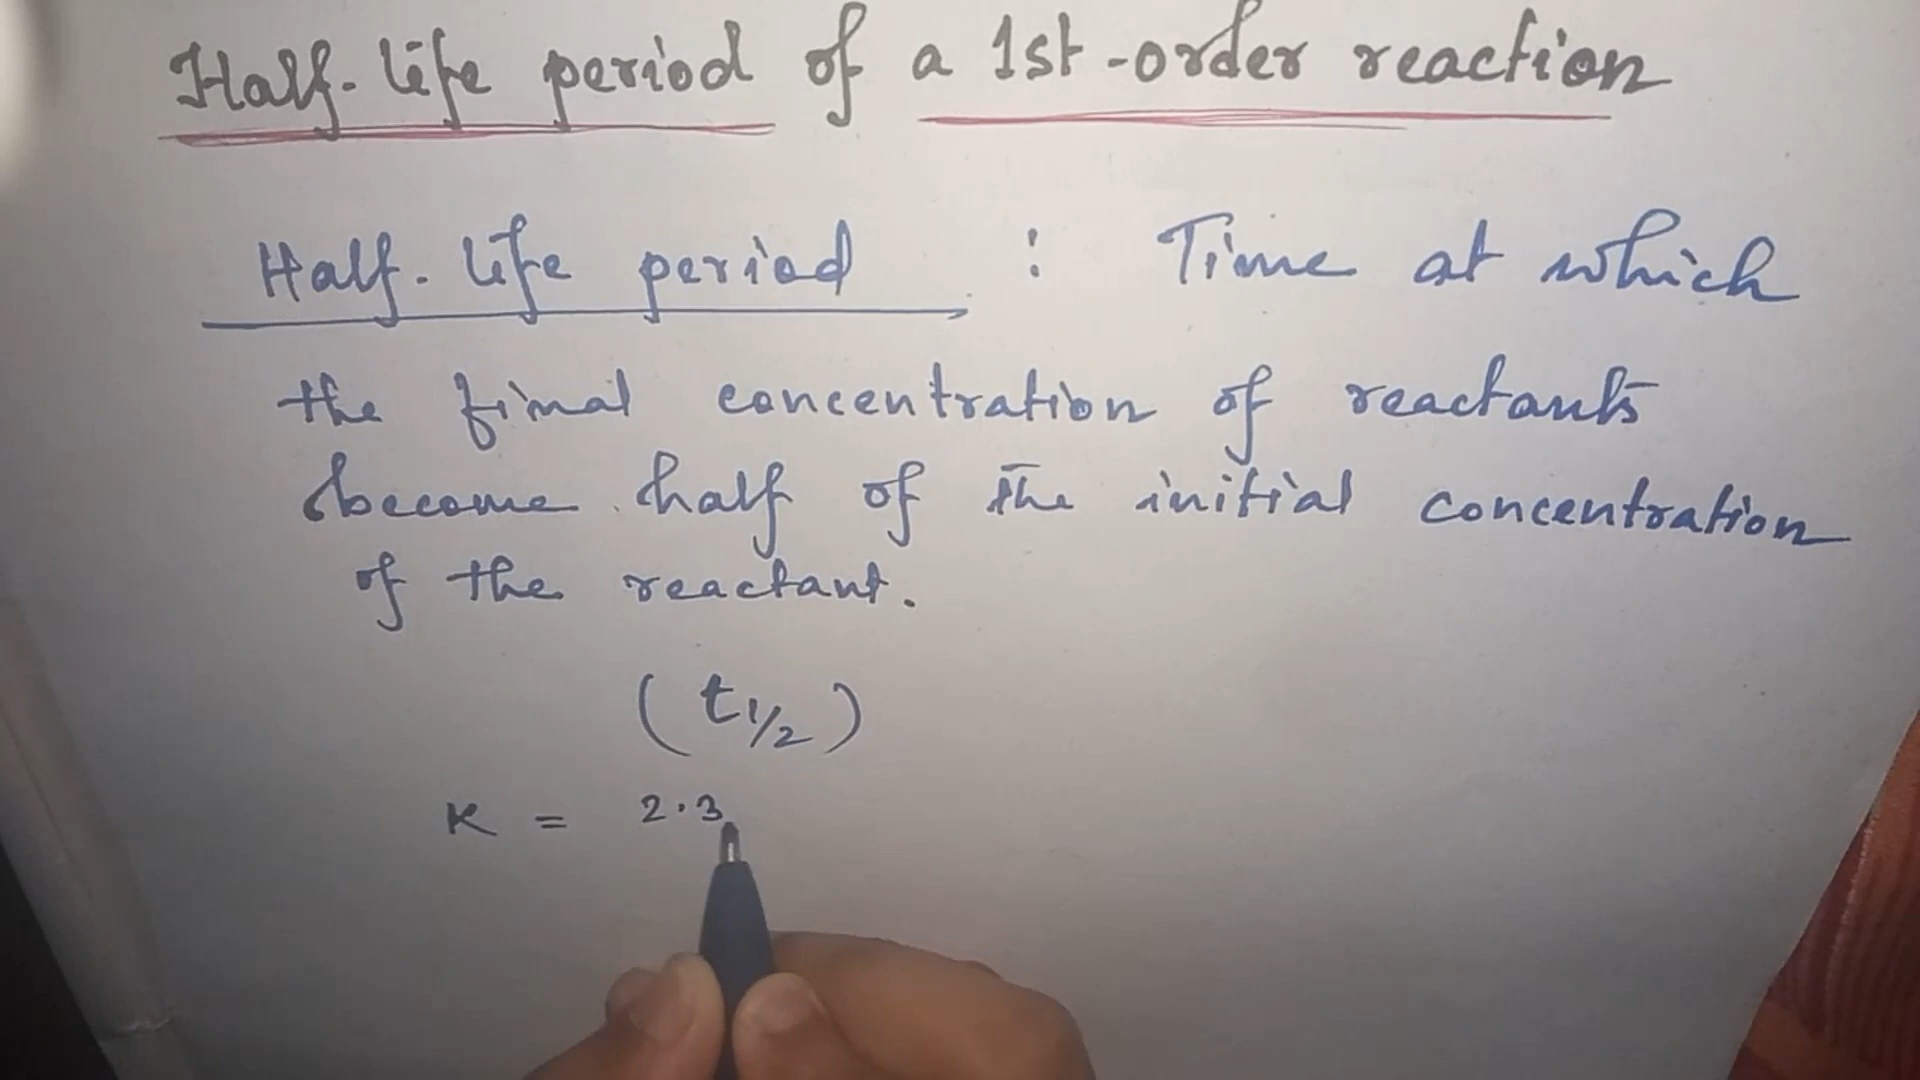 Half-life period of a 1st-order reaction
Half-life period : Time at which
the final concentration of reactants
become half of the initial concentration
of the reactant.
(t1/2)
K = 2.3